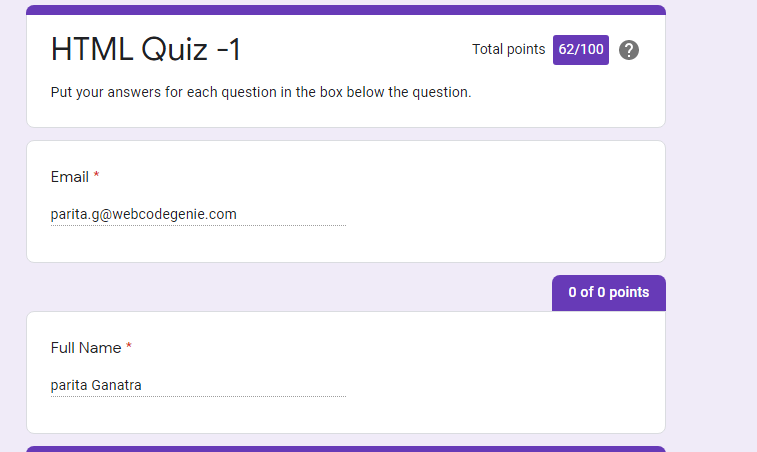 HTML Quiz -1
Total points 62/100 ?
Put your answers for each question in the box below the question.
Email *
parita.g@webcodegenie.com
0 of 0 points
Full Name *
parita Ganatra